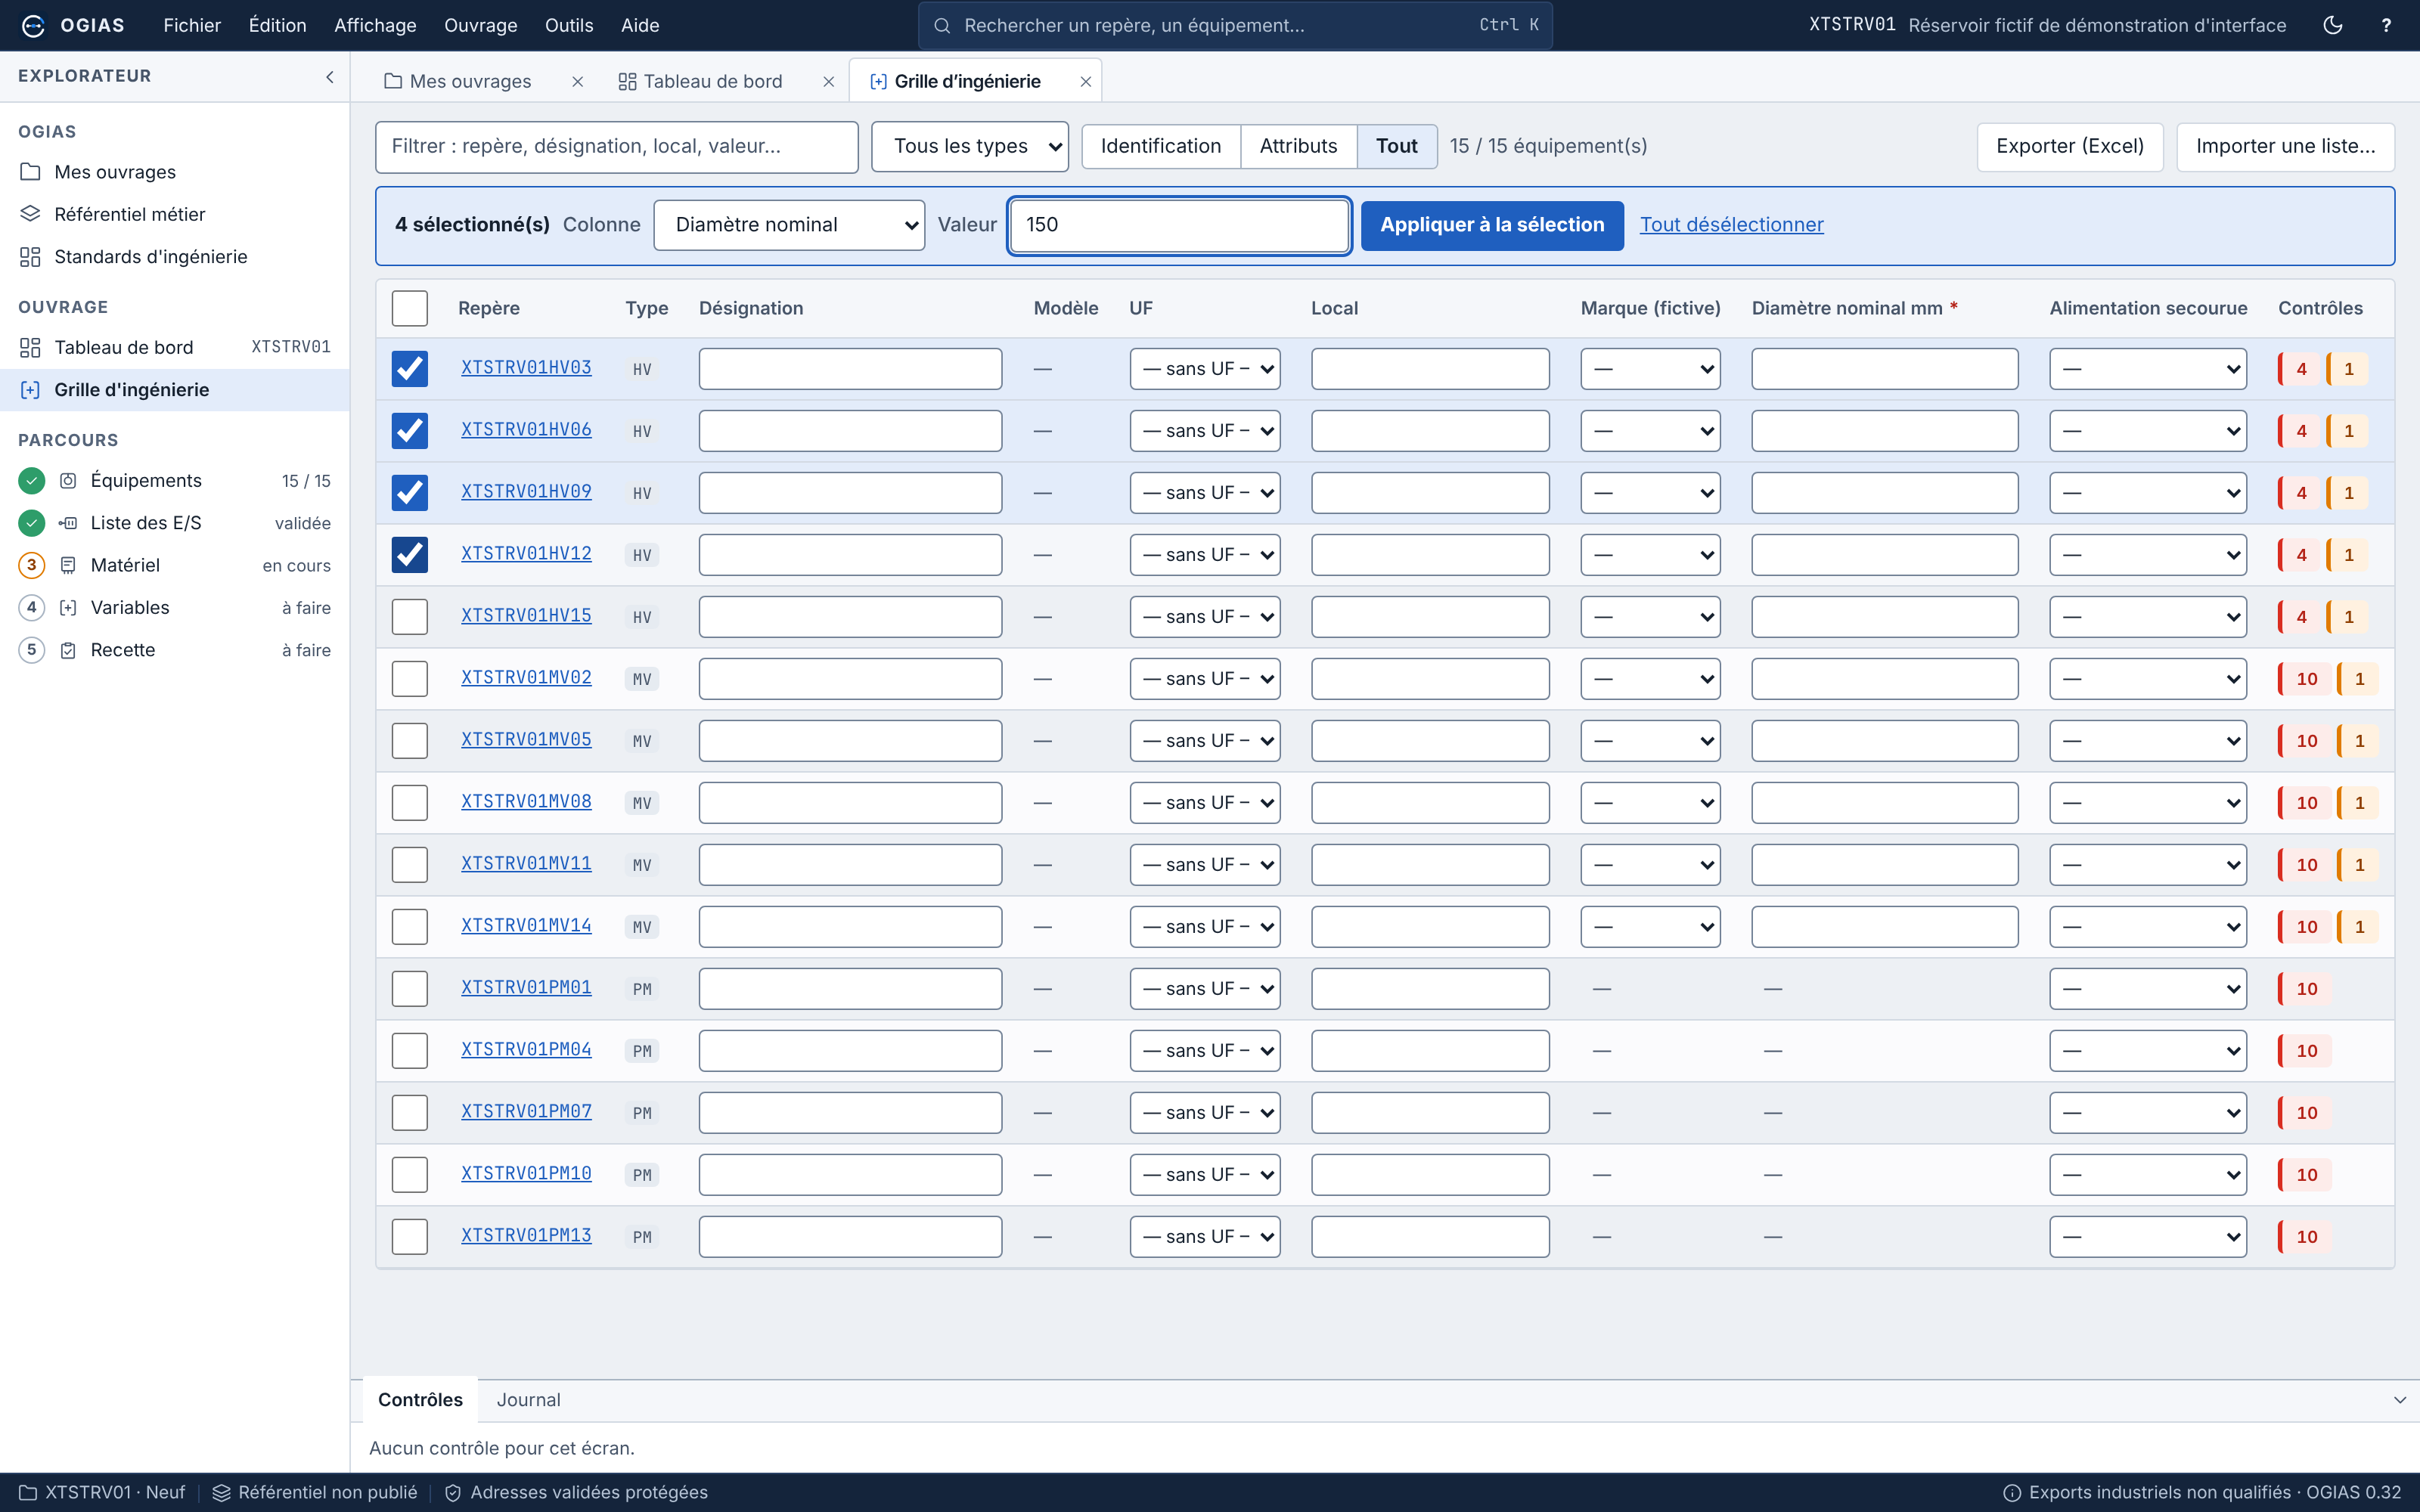 OGIAS Fichier Édition Affichage Ouvrage Outils Aide Rechercher un repère, un équipement... Ctrl K XTSTRV01 Réservoir fictif de démonstration d'interface ?
EXPLORATEUR
OGIAS
Mes ouvrages
Référentiel métier
Standards d'ingénierie
OUVRAGE
Tableau de bord XTSTRV01
Grille d'ingénierie
PARCOURS
Équipements 15 / 15
Liste des E/S validée
3 Matériel en cours
4 Variables à faire
5 Recette à faire
Mes ouvrages Tableau de bord Grille d'ingénierie
Filtrer : repère, désignation, local, valeur... Tous les types Identification Attributs Tout 15 / 15 équipement(s) Exporter (Excel) Importer une liste...
4 sélectionné(s) Colonne Diamètre nominal Valeur 150 Appliquer à la sélection Tout désélectionner
Repère Type Désignation Modèle UF Local Marque (fictive) Diamètre nominal mm * Alimentation secourue Contrôles
XTSTRV01HV03 HV — — sans UF – — — 4 1
XTSTRV01HV06 HV — — sans UF – — — 4 1
XTSTRV01HV09 HV — — sans UF – — — 4 1
XTSTRV01HV12 HV — — sans UF – — — 4 1
XTSTRV01HV15 HV — — sans UF – — — 4 1
XTSTRV01MV02 MV — — sans UF – — — 10 1
XTSTRV01MV05 MV — — sans UF – — — 10 1
XTSTRV01MV08 MV — — sans UF – — — 10 1
XTSTRV01MV11 MV — — sans UF – — — 10 1
XTSTRV01MV14 MV — — sans UF – — — 10 1
XTSTRV01PM01 PM — — sans UF – — — — 10
XTSTRV01PM04 PM — — sans UF – — — — 10
XTSTRV01PM07 PM — — sans UF – — — — 10
XTSTRV01PM10 PM — — sans UF – — — — 10
XTSTRV01PM13 PM — — sans UF – — — — 10
Contrôles Journal
Aucun contrôle pour cet écran.
XTSTRV01 · Neuf Référentiel non publié Adresses validées protégées Exports industriels non qualifiés · OGIAS 0.32